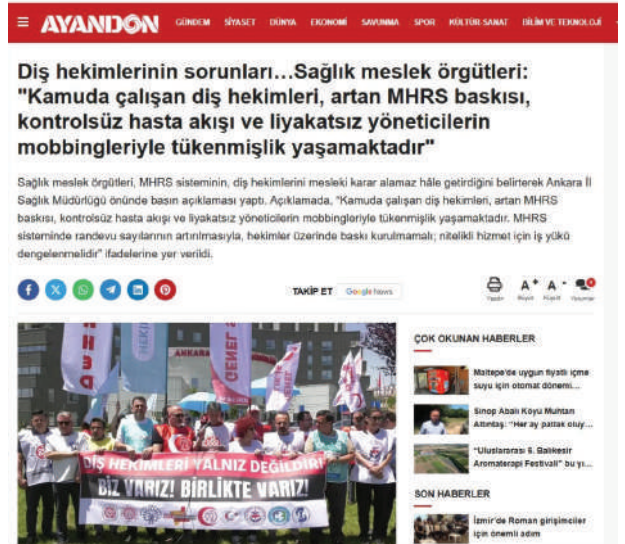 AYANDON
GÜNDEM SİYASET DÜNYA EKONOMİ SAVUNMA SPOR KÜLTÜR-SANAT BİLİM VE TEKNOLOJİ
Diş hekimlerinin sorunları…Sağlık meslek örgütleri:
"Kamuda çalışan diş hekimleri, artan MHRS baskısı,
kontrolsüz hasta akışı ve liyakatsız yöneticilerin
mobbingleriyle tükenmişlik yaşamaktadır"
Sağlık meslek örgütleri, MHRS sisteminin, diş hekimlerini mesleki karar alamaz hâle getirdiğini belirterek Ankara İl
Sağlık Müdürlüğü önünde basın açıklaması yaptı. Açıklamada, "Kamuda çalışan diş hekimleri, artan MHRS
baskısı, kontrolsüz hasta akışı ve liyakatsız yöneticilerin mobbingleriyle tükenmişlik yaşamaktadır. MHRS
sisteminde randevu sayılarının artırılmasıyla, hekimler üzerinde baskı kurulmamalı; nitelikli hizmet için iş yükü
dengelenmelidir" ifadelerine yer verildi.
TAKİP ET Google News
A+ A-
Yazdır Büyüt Küçült Yorumlar
ANKARA
HEKİM
GENEL
DİŞ HEKİMLERİ YALNIZ DEĞİLDİR!
BİZ VARIZ! BİRLİKTE VARIZ!
ÇOK OKUNAN HABERLER
Maltepe'de uygun fiyatlı içme
suyu için otomat dönemi...
Sinop Abalı Köyü Muhtarı
Altıntaş: "Her ay patlak oluy...
"Uluslararası 6. Balıkesir
Aromaterapi Festivali" bu yı...
SON HABERLER
İzmir'de Roman girişimciler
için önemli adım